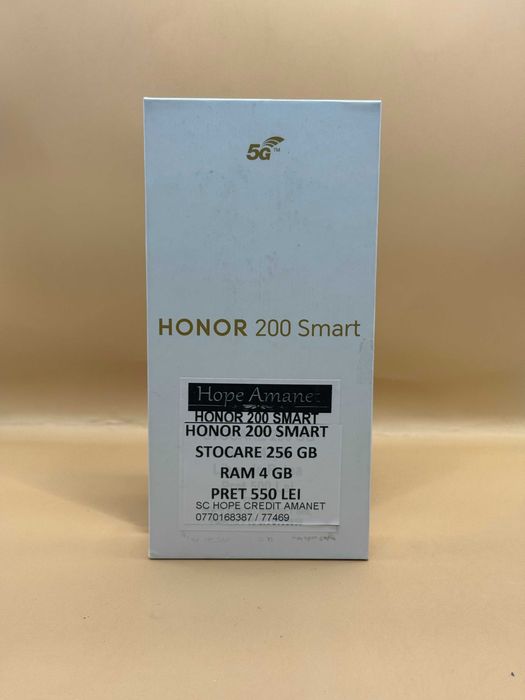 5G TM
HONOR 200 Smart
Hope Amanet
HONOR 200 SMART
HONOR 200 SMART
STOCARE 256 GB
RAM 4 GB
PRET 550 LEI
SC HOPE CREDIT AMANET
0770168387 / 77469